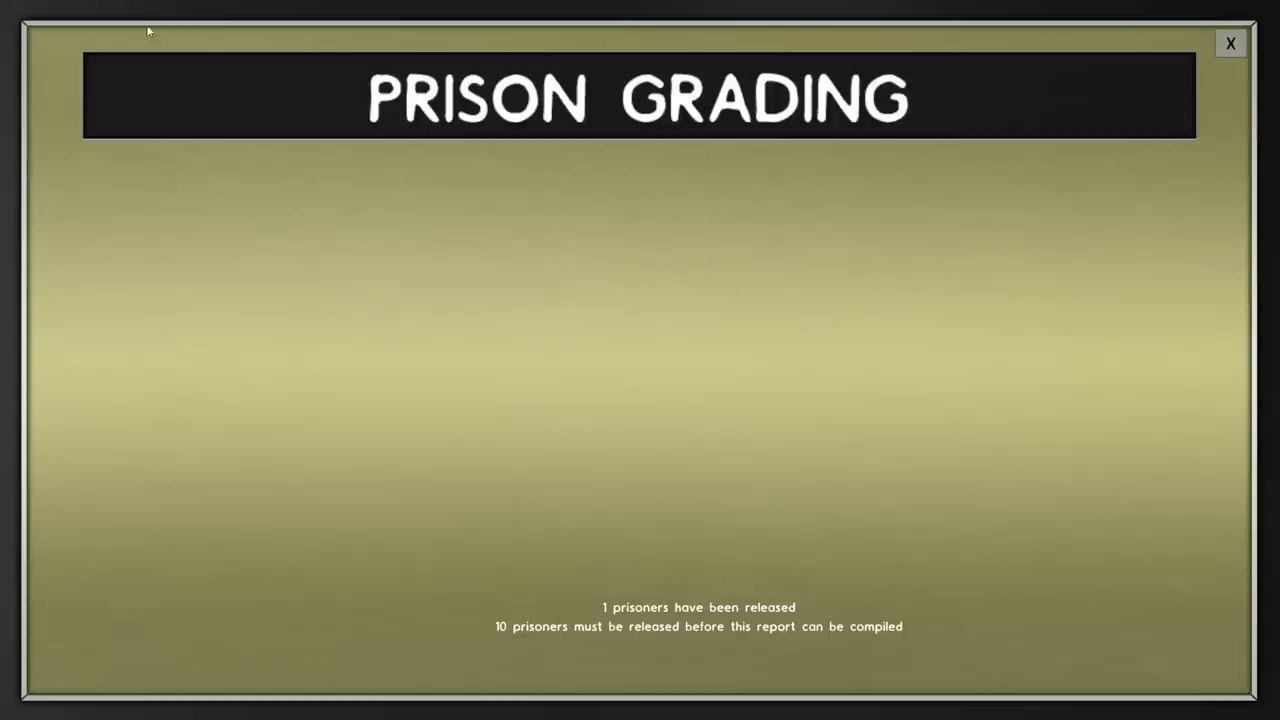 X
PRISON GRADING
1 prisoners have been released
10 prisoners must be released before this report can be compiled